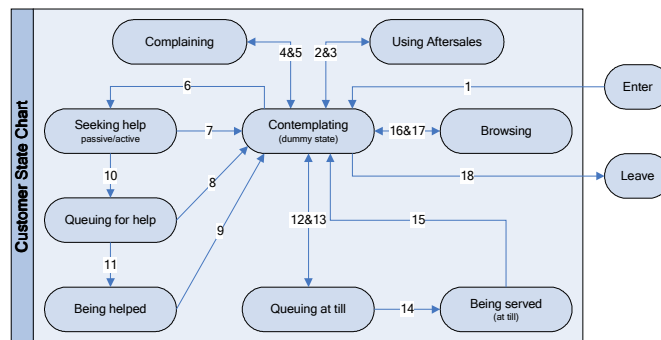 Customer State Chart
Complaining
4&5
2&3
Using Aftersales
6
1
Enter
Seeking help
passive/active
7
Contemplating
(dummy state)
16&17
Browsing
10
8
18
Leave
Queuing for help
9
12&13
15
11
Being helped
Queuing at till
14
Being served
(at till)